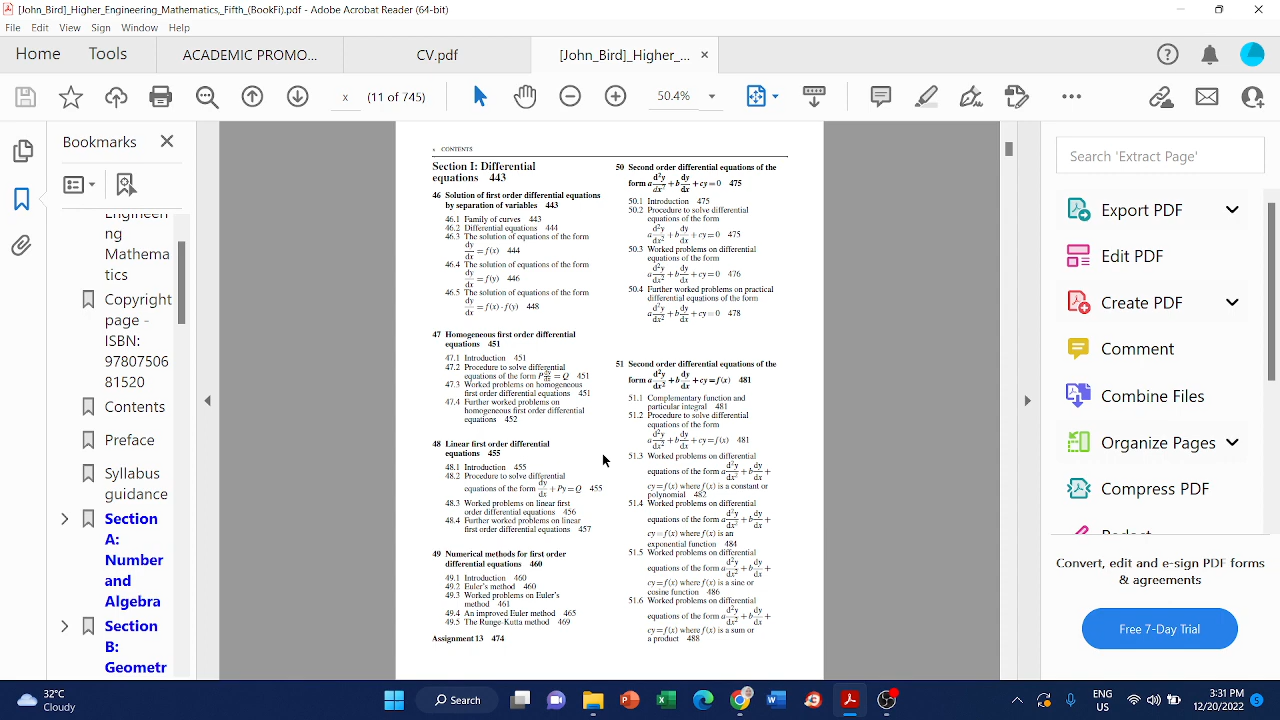 [John_Bird]_Higher_Engineering_Mathematics,_Fifth_(BookFi).pdf - Adobe Acrobat Reader (64-bit)
File Edit View Sign Window Help
Home Tools ACADEMIC PROMO... CV.pdf [John_Bird]_Higher_... ×
x (11 of 745) 50.4%
Bookmarks
Engineeri
ng
Mathema
tics
Copyright
page -
ISBN:
97807506
81520
Contents
Preface
Syllabus
guidance
Section
A:
Number
and
Algebra
Section
B:
Geometr
x CONTENTS
Section I: Differential
equations 443
46 Solution of first order differential equations
by separation of variables 443
46.1 Family of curves 443
46.2 Differential equations 444
46.3 The solution of equations of the form
dy/dx = f(x) 444
46.4 The solution of equations of the form
dy/dx = f(y) 446
46.5 The solution of equations of the form
dy/dx = f(x) · f(y) 448
47 Homogeneous first order differential
equations 451
47.1 Introduction 451
47.2 Procedure to solve differential
equations of the form P dy/dx = Q 451
47.3 Worked problems on homogeneous
first order differential equations 451
47.4 Further worked problems on
homogeneous first order differential
equations 452
48 Linear first order differential
equations 455
48.1 Introduction 455
48.2 Procedure to solve differential
equations of the form dy/dx + Py = Q 455
48.3 Worked problems on linear first
order differential equations 456
48.4 Further worked problems on linear
first order differential equations 457
49 Numerical methods for first order
differential equations 460
49.1 Introduction 460
49.2 Euler's method 460
49.3 Worked problems on Euler's
method 461
49.4 An improved Euler method 465
49.5 The Runge-Kutta method 469
Assignment 13 474
50 Second order differential equations of the
form a d²y/dx² + b dy/dx + cy = 0 475
50.1 Introduction 475
50.2 Procedure to solve differential
equations of the form
a d²y/dx² + b dy/dx + cy = 0 475
50.3 Worked problems on differential
equations of the form
a d²y/dx² + b dy/dx + cy = 0 476
50.4 Further worked problems on practical
differential equations of the form
a d²y/dx² + b dy/dx + cy = 0 478
51 Second order differential equations of the
form a d²y/dx² + b dy/dx + cy = f(x) 481
51.1 Complementary function and
particular integral 481
51.2 Procedure to solve differential
equations of the form
a d²y/dx² + b dy/dx + cy = f(x) 481
51.3 Worked problems on differential
equations of the form a d²y/dx² + b dy/dx +
cy = f(x) where f(x) is a constant or
polynomial 482
51.4 Worked problems on differential
equations of the form a d²y/dx² + b dy/dx +
cy = f(x) where f(x) is an
exponential function 484
51.5 Worked problems on differential
equations of the form a d²y/dx² + b dy/dx +
cy = f(x) where f(x) is a sine or
cosine function 486
51.6 Worked problems on differential
equations of the form a d²y/dx² + b dy/dx +
cy = f(x) where f(x) is a sum or
a product 488
Search 'Extract Page'
Export PDF
Edit PDF
Create PDF
Comment
Combine Files
Organize Pages
Compress PDF
Redact
Convert, edit and e-sign PDF forms
& agreements
Free 7-Day Trial
32°C
Cloudy
Search
ENG
US
3:31 PM
12/20/2022